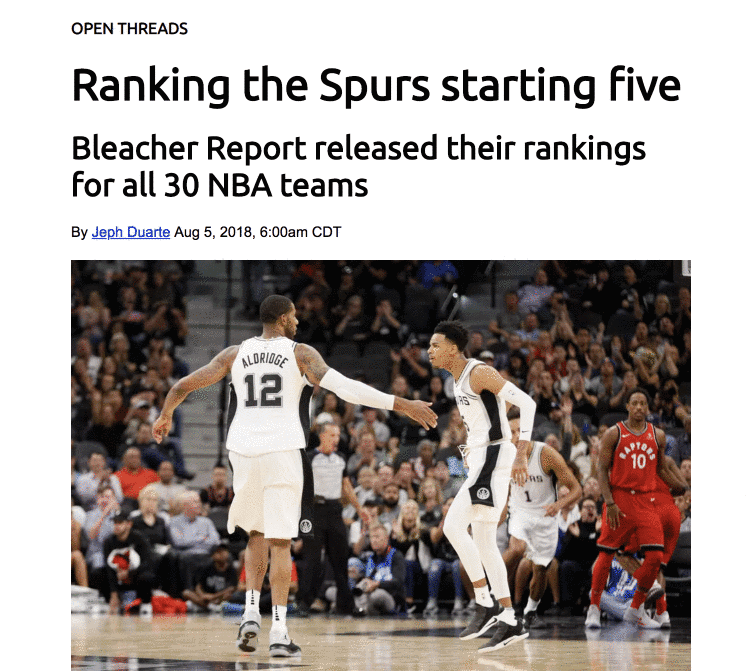 OPEN THREADS
Ranking the Spurs starting five
Bleacher Report released their rankings
for all 30 NBA teams
By Jeph Duarte Aug 5, 2018, 6:00am CDT
ALDRIDGE
12
RS
1
RAPTORS
10